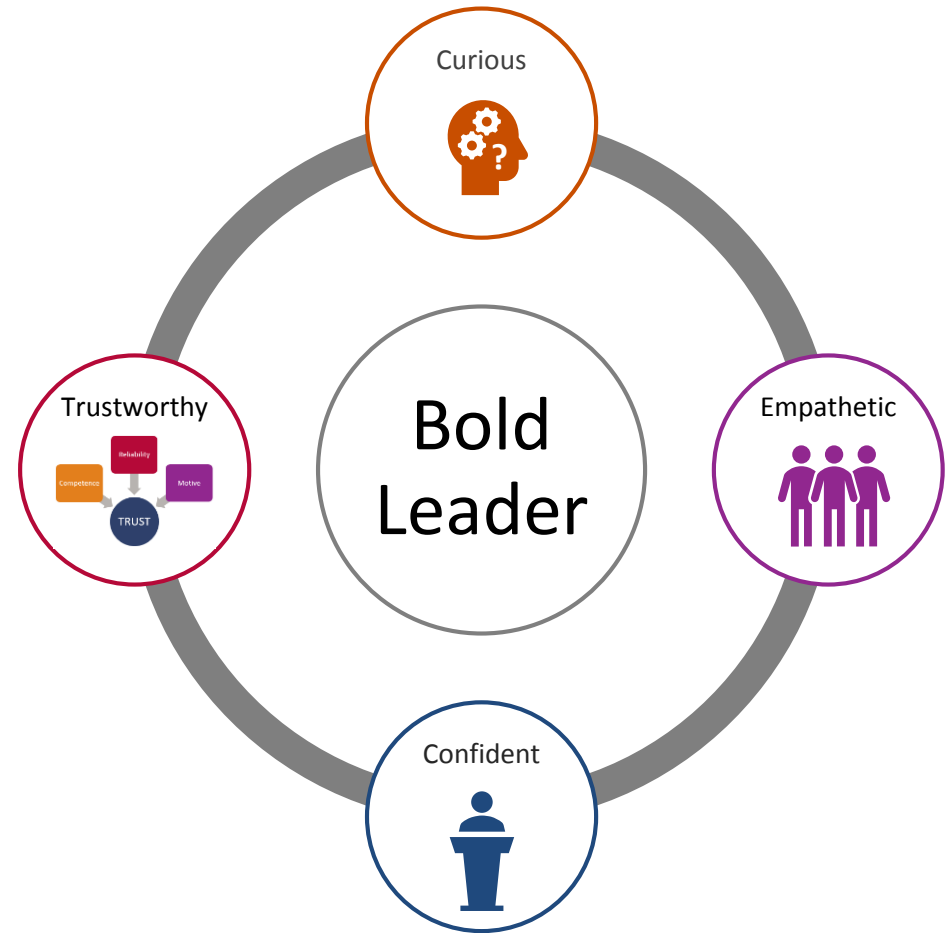 Curious
?
Trustworthy
Reliability
Competence
Motive
TRUST
Bold
Leader
Empathetic
Confident